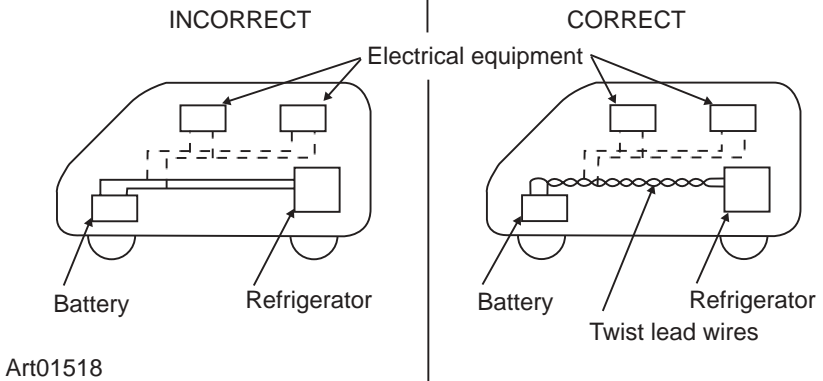 INCORRECT
CORRECT
Electrical equipment
Battery
Refrigerator
Battery
Refrigerator
Twist lead wires
Art01518